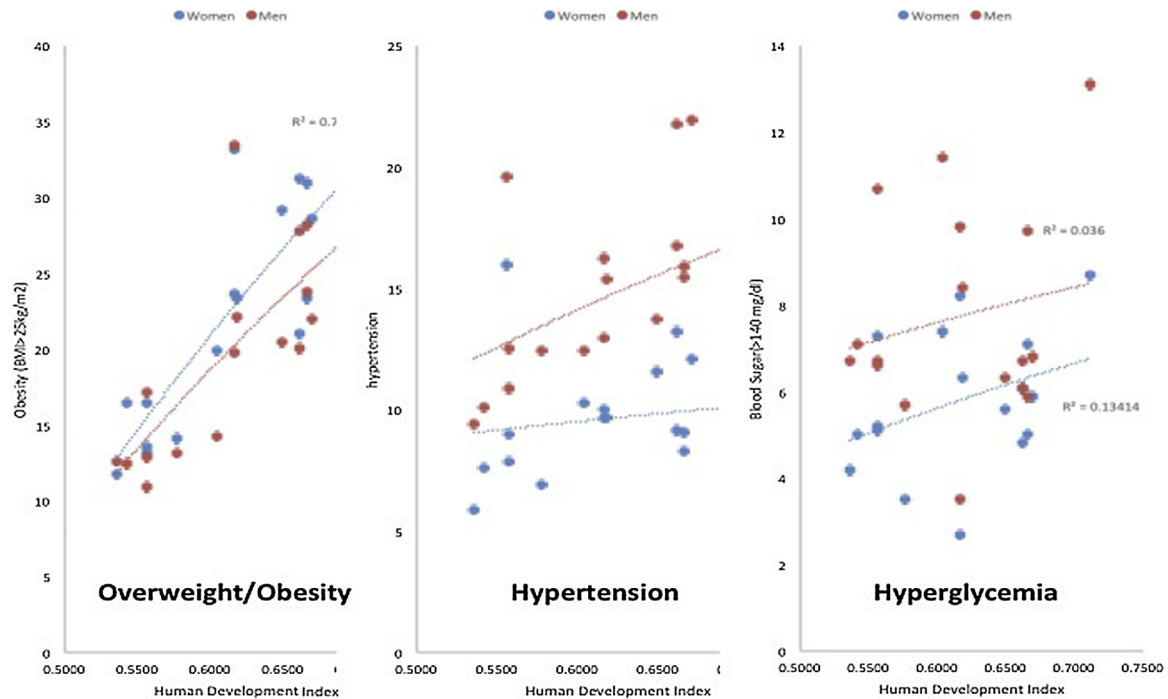 Women Men
40
35
30
25
20
15
10
5
0
Obesity (BMI>25kg/m2)
R² = 0.7
Overweight/Obesity
0.5000 0.5500 0.6000 0.6500
Human Development Index
Women Men
25
20
15
10
5
0
hypertension
Hypertension
0.5000 0.5500 0.6000 0.6500
Human Development Index
Women Men
14
12
10
8
6
4
2
0
Blood Sugar(>140 mg/dl)
R² = 0.036
R² = 0.13414
Hyperglycemia
0.5000 0.5500 0.6000 0.6500 0.7000 0.7500
Human Development Index